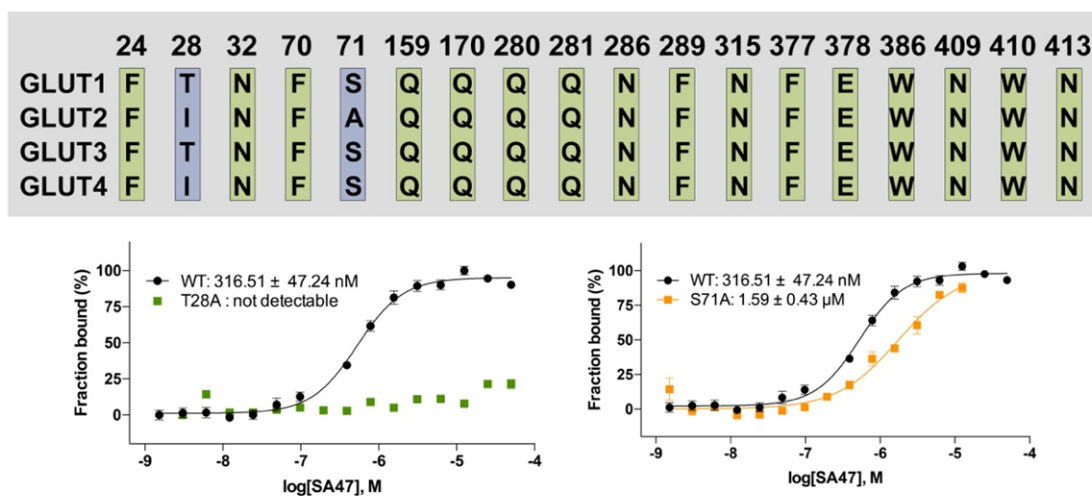 24 28 32 70 71 159 170 280 281 286 289 315 377 378 386 409 410 413
GLUT1 F T N F S Q Q Q Q N F N F E W N W N
GLUT2 F I N F A Q Q Q Q N F N F E W N W N
GLUT3 F T N F S Q Q Q Q N F N F E W N W N
GLUT4 F I N F S Q Q Q Q N F N F E W N W N
Fraction bound (%)
100
75
50
25
0
WT: 316.51 ± 47.24 nM
T28A : not detectable
-9 -8 -7 -6 -5 -4
log[SA47], M
Fraction bound (%)
100
75
50
25
0
WT: 316.51 ± 47.24 nM
S71A: 1.59 ± 0.43 µM
-9 -8 -7 -6 -5 -4
log[SA47], M